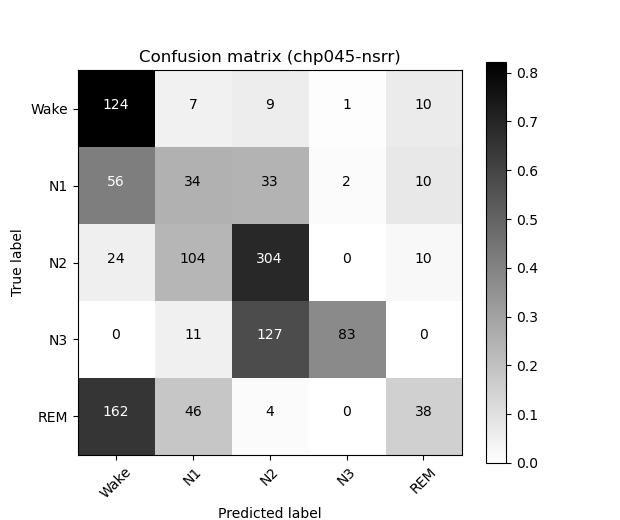 Confusion matrix (chp045-nsrr)
Wake 124 7 9 1 10
N1 56 34 33 2 10
N2 24 104 304 0 10
N3 0 11 127 83 0
REM 162 46 4 0 38
Wake N1 N2 N3 REM
True label
Predicted label
0.8
0.7
0.6
0.5
0.4
0.3
0.2
0.1
0.0